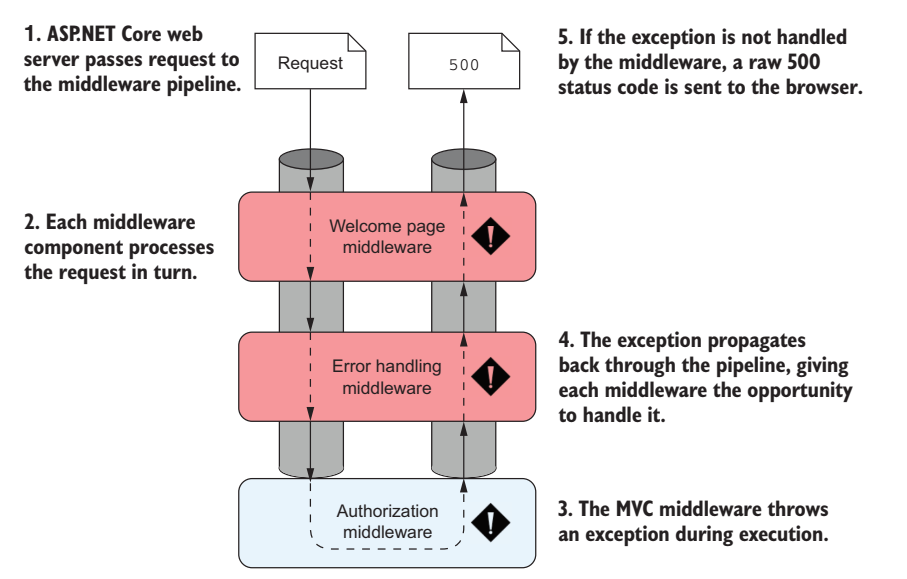 1. ASP.NET Core web
server passes request to
the middleware pipeline.
Request
500
5. If the exception is not handled
by the middleware, a raw 500
status code is sent to the browser.
2. Each middleware
component processes
the request in turn.
Welcome page
middleware
Error handling
middleware
4. The exception propagates
back through the pipeline, giving
each middleware the opportunity
to handle it.
Authorization
middleware
3. The MVC middleware throws
an exception during execution.